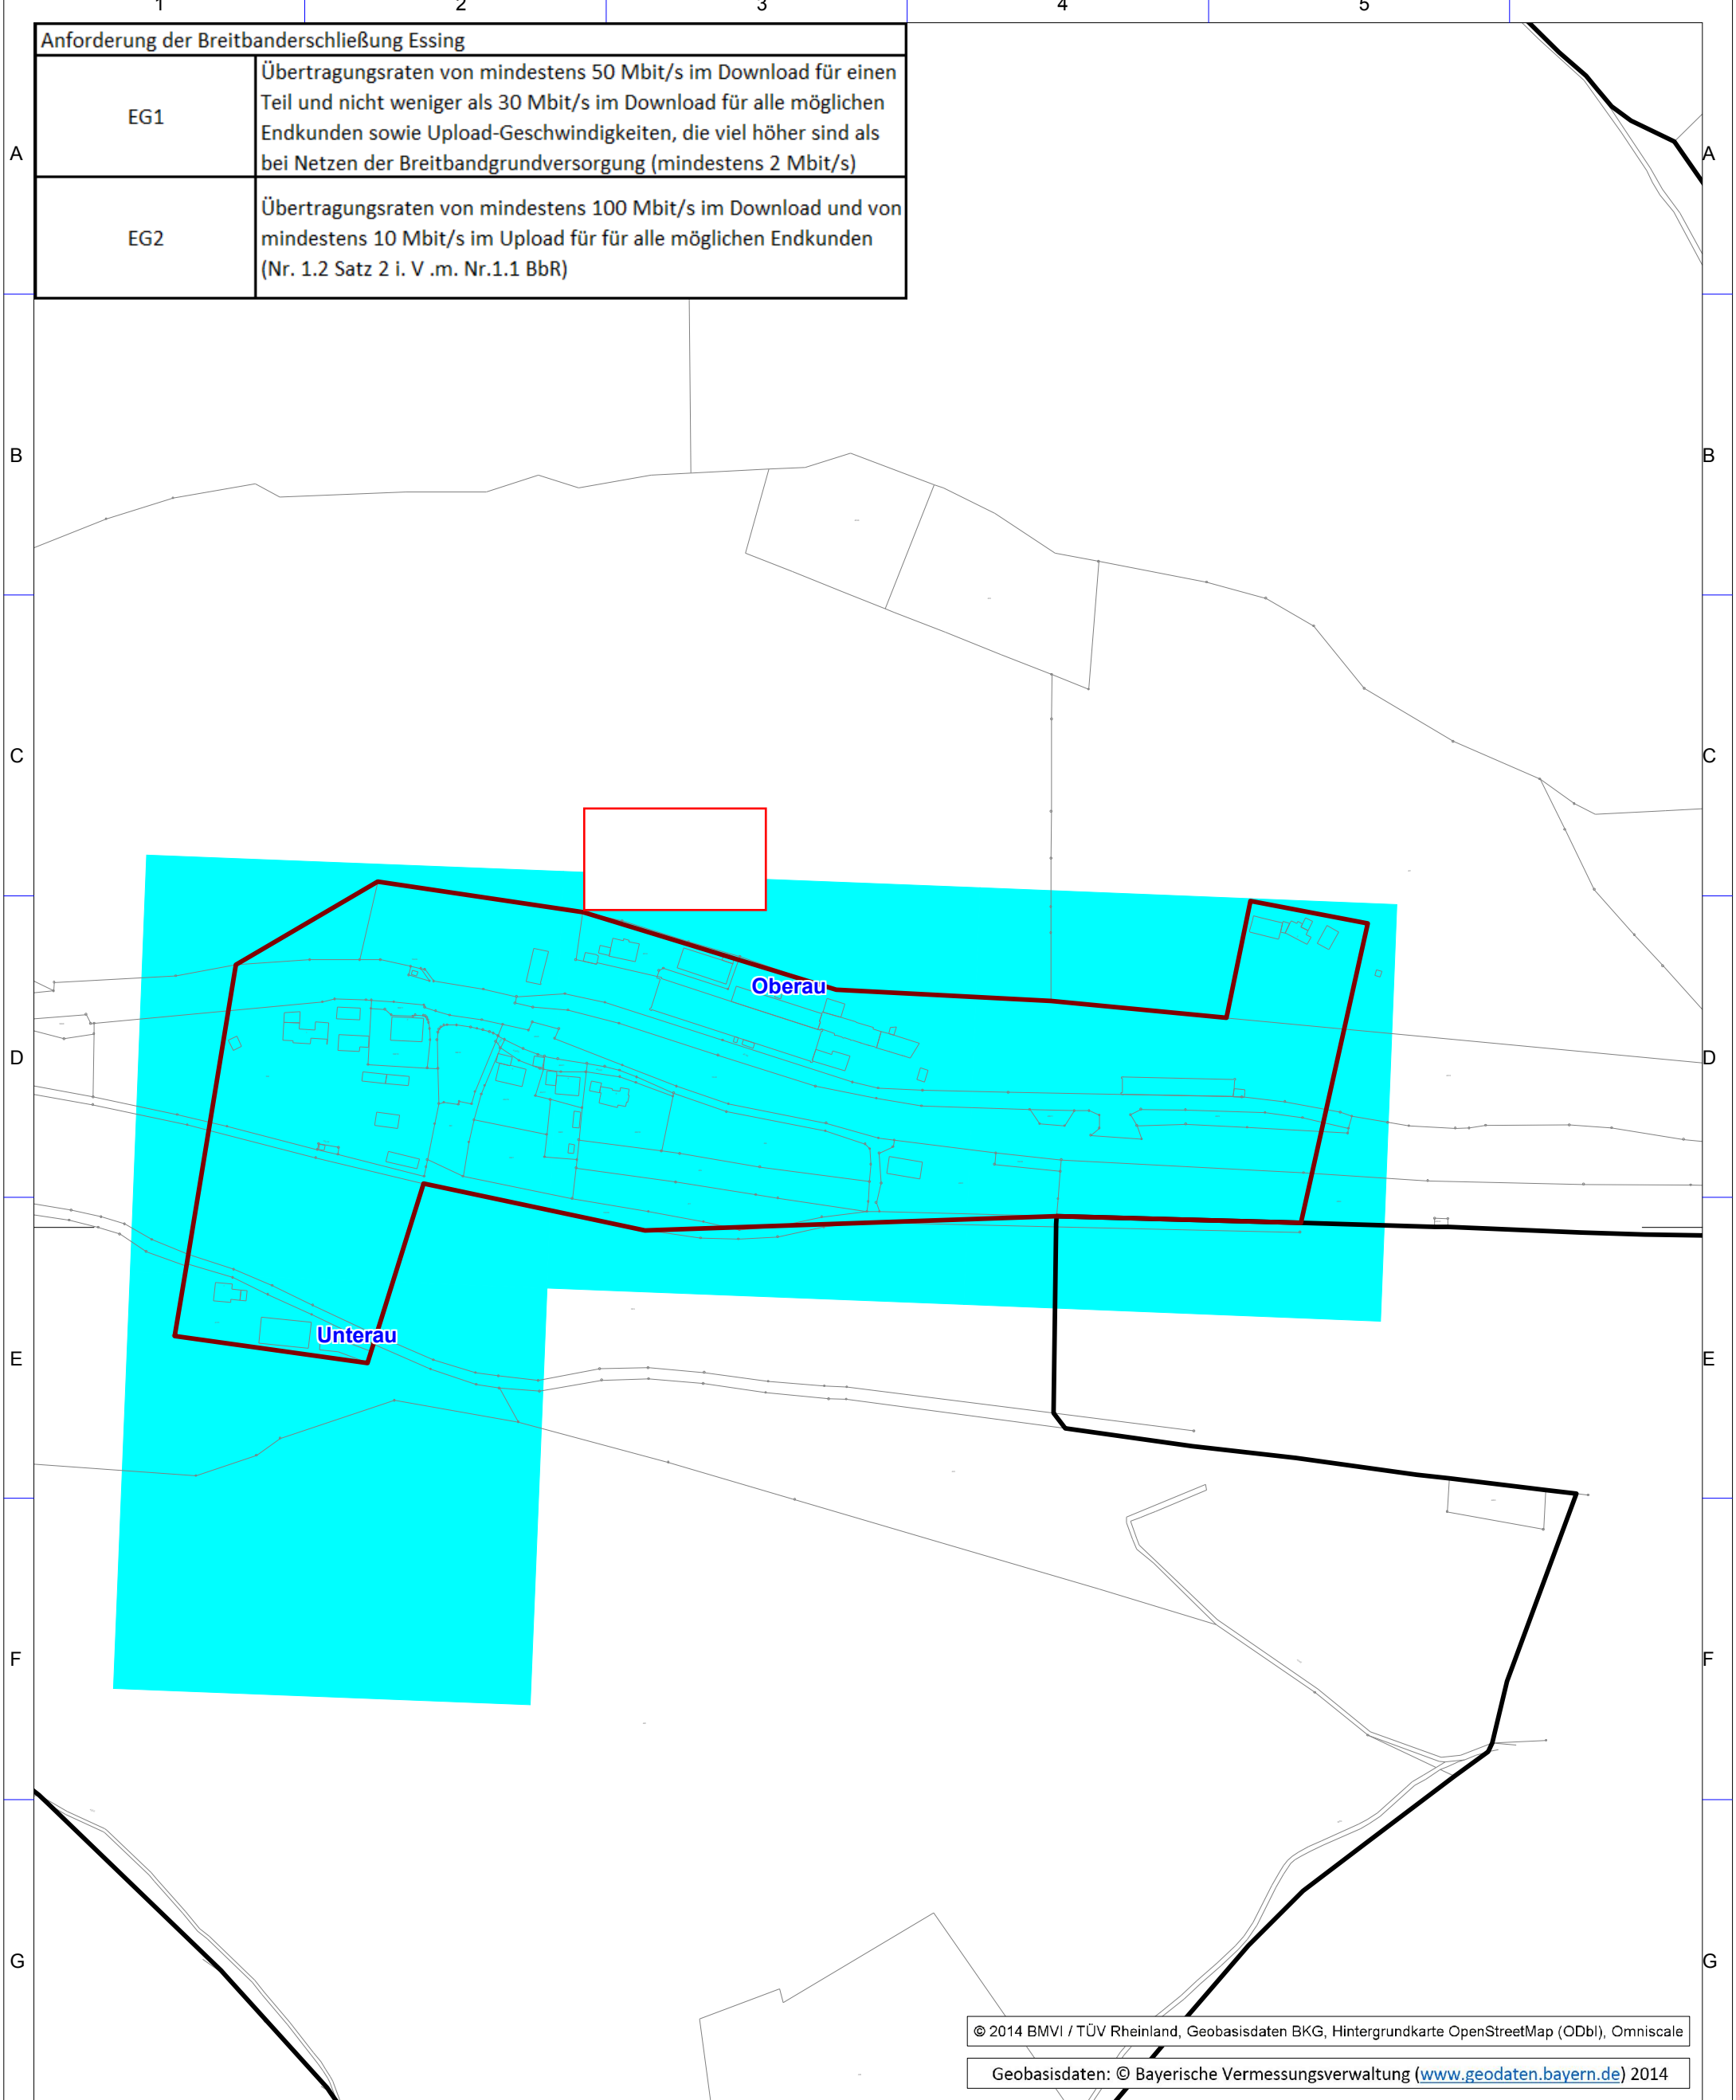 1 2 3 4 5
Anforderung der Breitbanderschließung Essing
EG1
Übertragungsraten von mindestens 50 Mbit/s im Download für einen
Teil und nicht weniger als 30 Mbit/s im Download für alle möglichen
Endkunden sowie Upload-Geschwindigkeiten, die viel höher sind als
bei Netzen der Breitbandgrundversorgung (mindestens 2 Mbit/s)
EG2
Übertragungsraten von mindestens 100 Mbit/s im Download und von
mindestens 10 Mbit/s im Upload für für alle möglichen Endkunden
(Nr. 1.2 Satz 2 i. V .m. Nr.1.1 BbR)
A A
B B
C C
Oberau
D D
Unterau
E E
F F
G G
© 2014 BMVI / TÜV Rheinland, Geobasisdaten BKG, Hintergrundkarte OpenStreetMap (ODbl), Omniscale
Geobasisdaten: © Bayerische Vermessungsverwaltung (www.geodaten.bayern.de) 2014